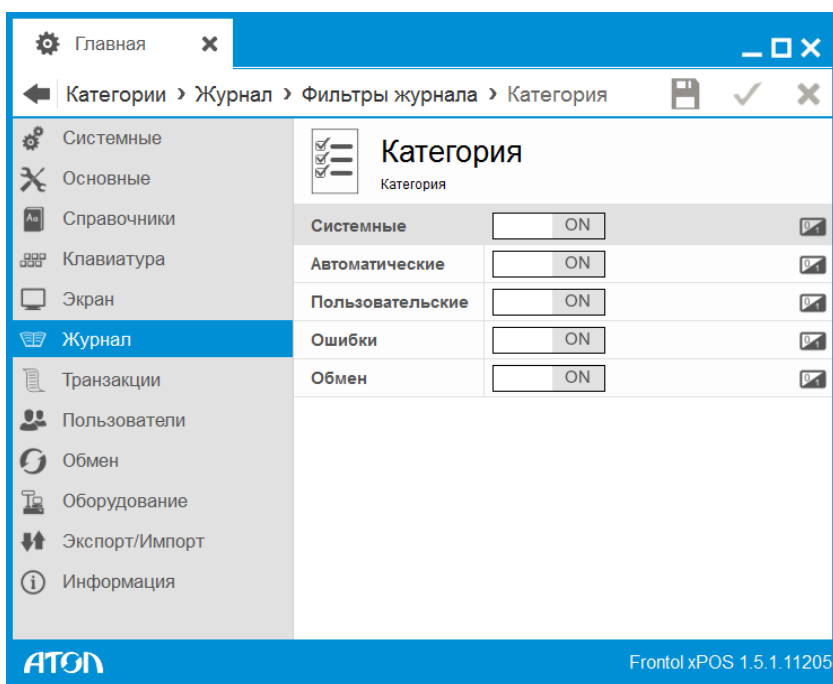 Главная
Категории › Журнал › Фильтры журнала › Категория
Системные
Основные
Справочники
Клавиатура
Экран
Журнал
Транзакции
Пользователи
Обмен
Оборудование
Экспорт/Импорт
Информация
Категория
Категория
Системные ON
Автоматические ON
Пользовательские ON
Ошибки ON
Обмен ON
АТОЛ
Frontol xPOS 1.5.1.11205